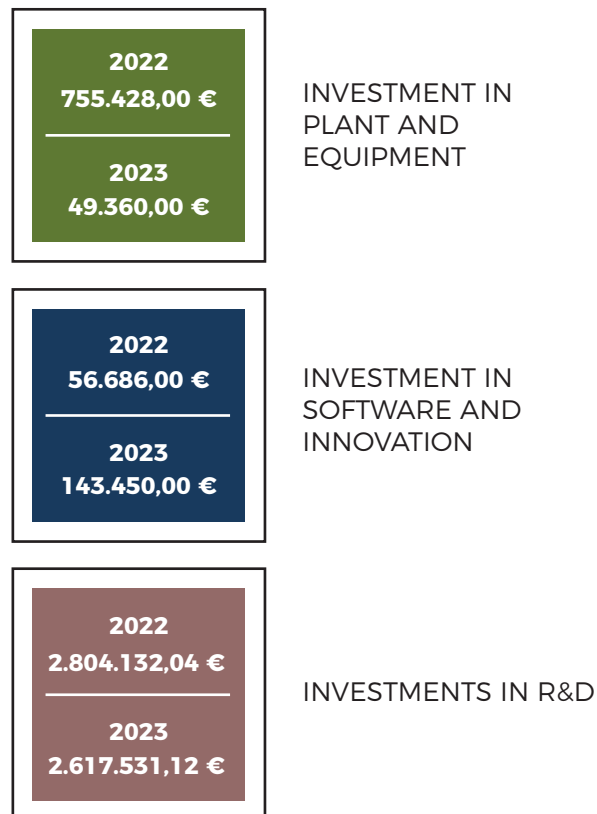 2022
755.428,00 €
2023
49.360,00 €
INVESTMENT IN
PLANT AND
EQUIPMENT
2022
56.686,00 €
2023
143.450,00 €
INVESTMENT IN
SOFTWARE AND
INNOVATION
2022
2.804.132,04 €
2023
2.617.531,12 €
INVESTMENTS IN R&D